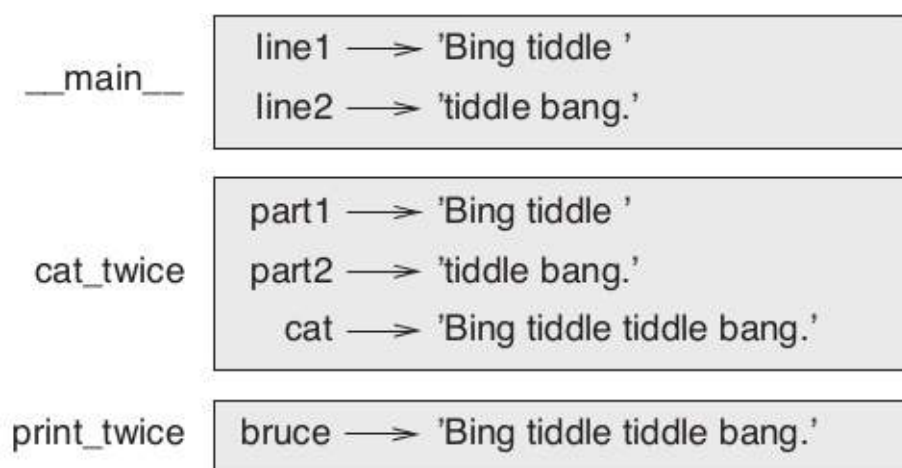 __main__
line1 ⟶ 'Bing tiddle ’
line2 ⟶ ’tiddle bang.’
cat_twice
part1 ⟶ ’Bing tiddle ’
part2 ⟶ ’tiddle bang.’
cat ⟶ ’Bing tiddle tiddle bang.’
print_twice
bruce ⟶ ’Bing tiddle tiddle bang.’